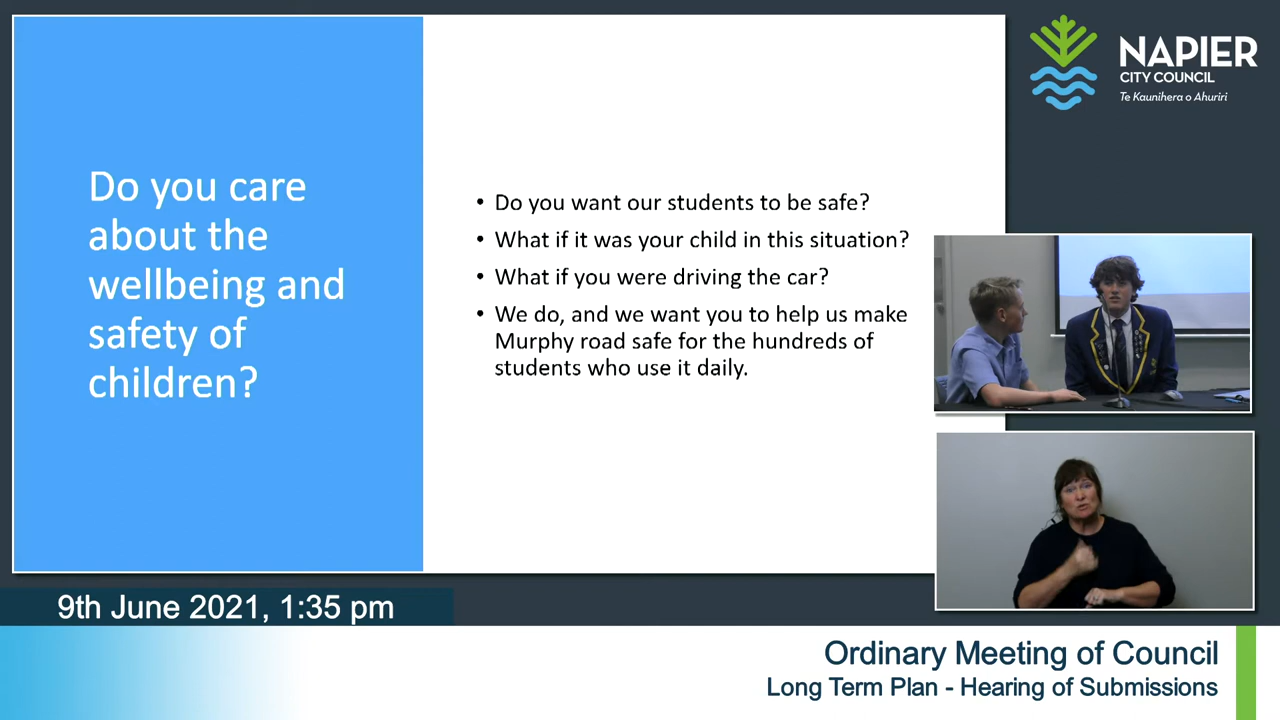 Do you care
about the
wellbeing and
safety of
children?
• Do you want our students to be safe?
• What if it was your child in this situation?
• What if you were driving the car?
• We do, and we want you to help us make
Murphy road safe for the hundreds of
students who use it daily.
NAPIER
CITY COUNCIL
Te Kaunihera o Ahuriri
9th June 2021, 1:35 pm
Ordinary Meeting of Council
Long Term Plan - Hearing of Submissions